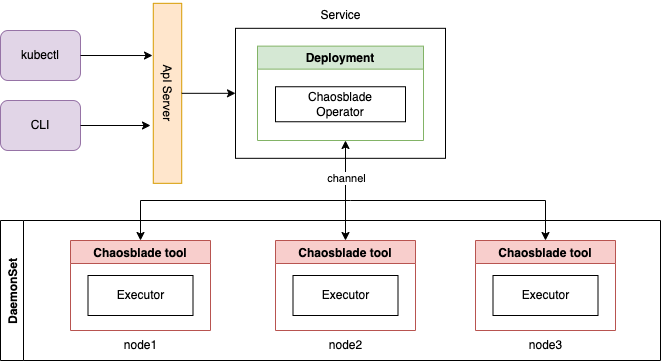 Service
kubectl
CLI
ApI Server
Deployment
Chaosblade
Operator
channel
DaemonSet
Chaosblade tool
Chaosblade tool
Chaosblade tool
Executor
Executor
Executor
node1
node2
node3